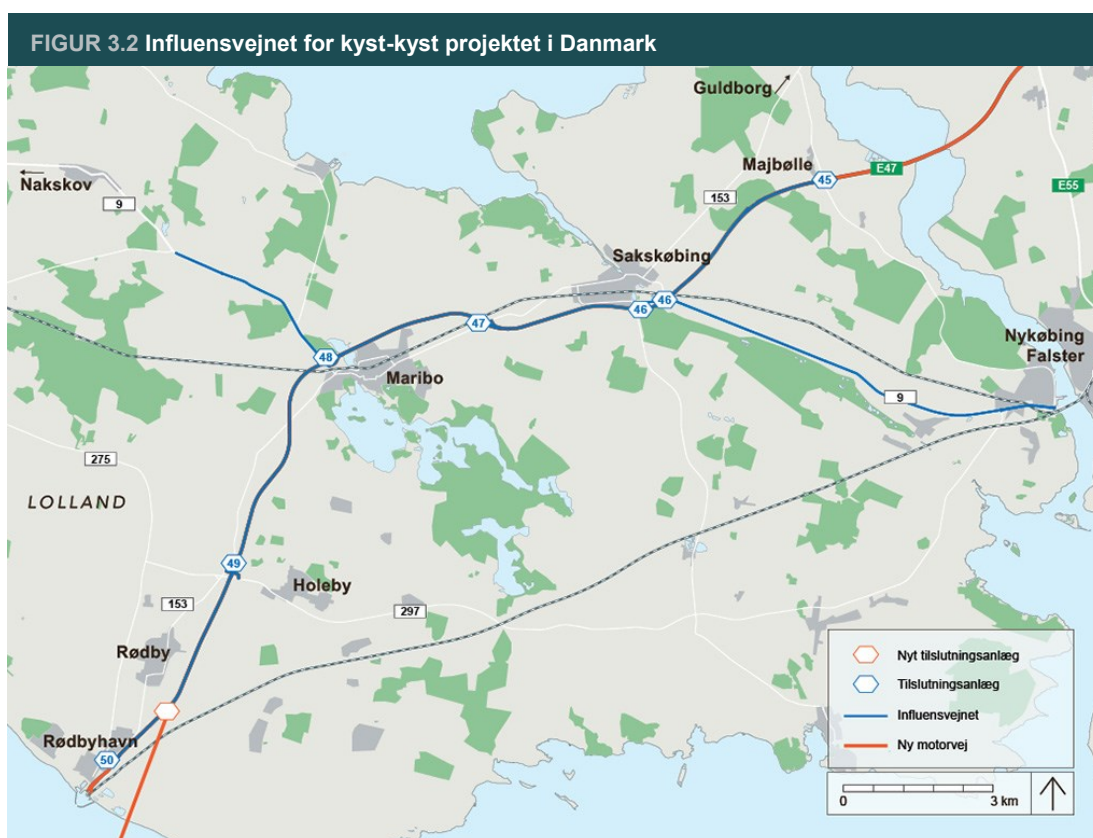 FIGUR 3.2 Influensvejnet for kyst-kyst projektet i Danmark
Guldborg
Majbølle
45
E47
Nakskov
9
153
E55
Sakskøbing
46
46
47
48
Maribo
Nykøbing
Falster
9
275
LOLLAND
49
Holeby
153
297
Rødby
Rødbyhavn
50
Nyt tilslutningsanlæg
Tilslutningsanlæg
Influensvejnet
Ny motorvej
0
3 km